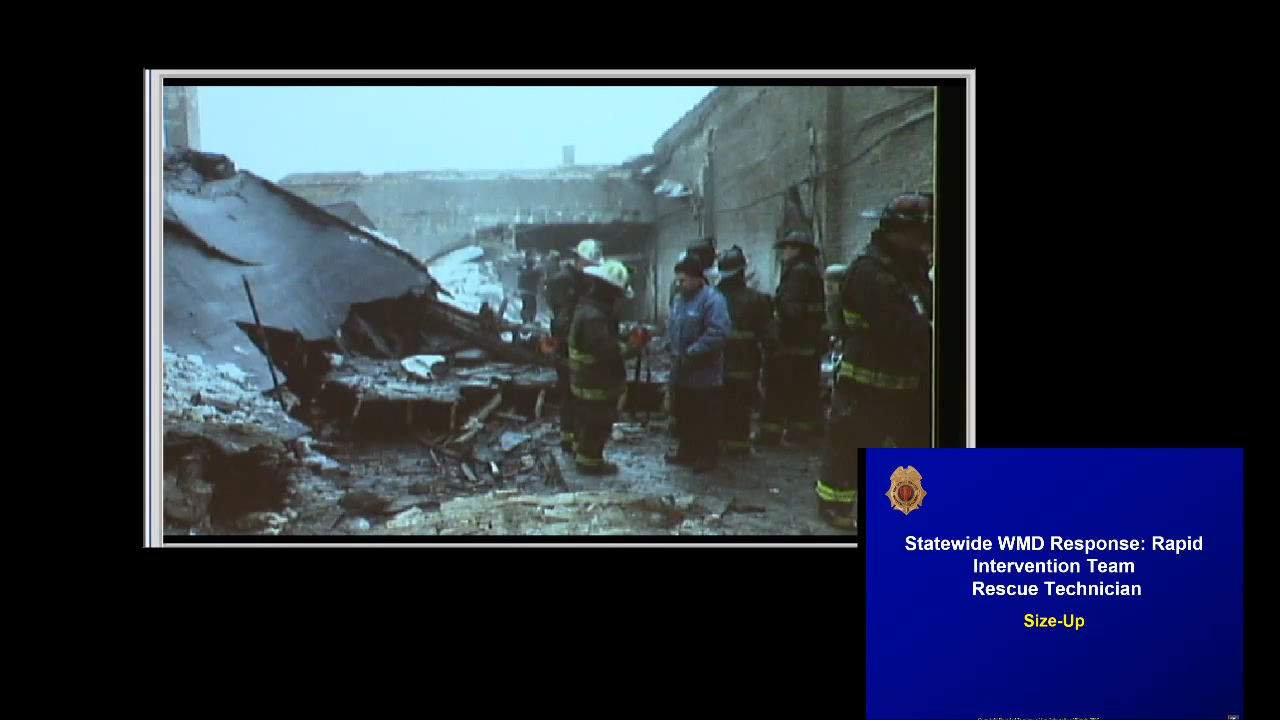 Statewide WMD Response: Rapid
Intervention Team
Rescue Technician
Size-Up